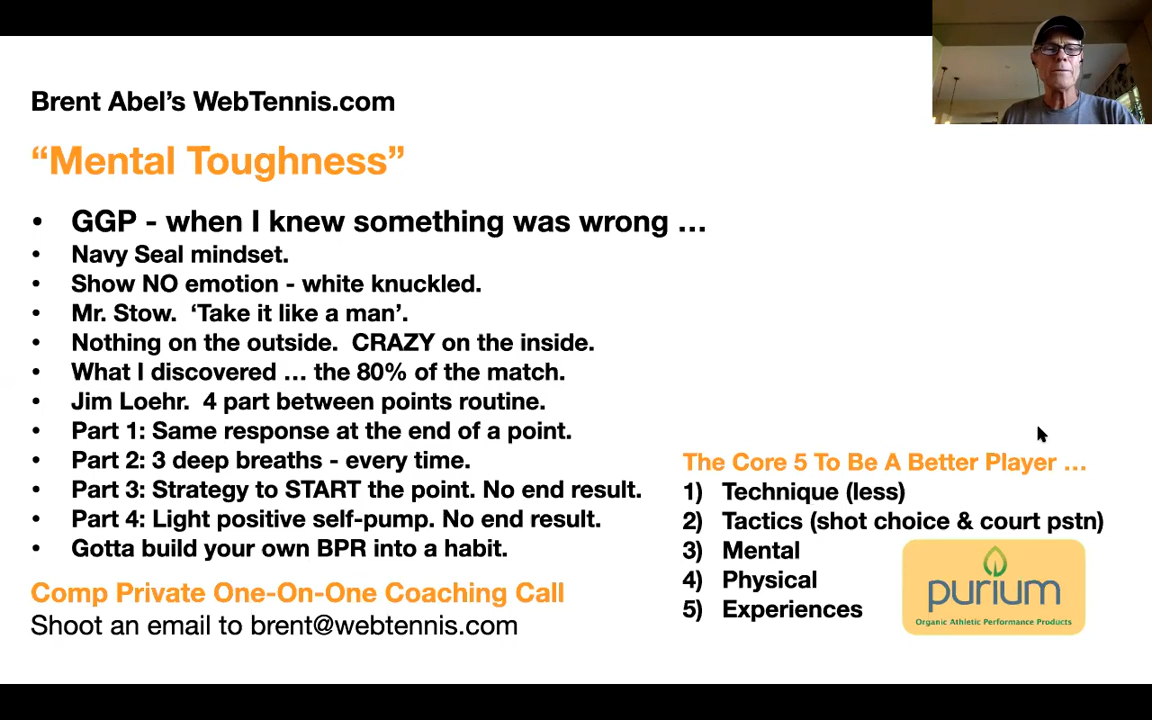 Brent Abel’s WebTennis.com
“Mental Toughness”
• GGP - when I knew something was wrong …
• Navy Seal mindset.
• Show NO emotion - white knuckled.
• Mr. Stow. ‘Take it like a man’.
• Nothing on the outside. CRAZY on the inside.
• What I discovered … the 80% of the match.
• Jim Loehr. 4 part between points routine.
• Part 1: Same response at the end of a point.
• Part 2: 3 deep breaths - every time.
• Part 3: Strategy to START the point. No end result.
• Part 4: Light positive self-pump. No end result.
• Gotta build your own BPR into a habit.
Comp Private One-On-One Coaching Call
Shoot an email to brent@webtennis.com
The Core 5 To Be A Better Player …
1) Technique (less)
2) Tactics (shot choice & court pstn)
3) Mental
4) Physical
5) Experiences
purium
Organic Athletic Performance Products